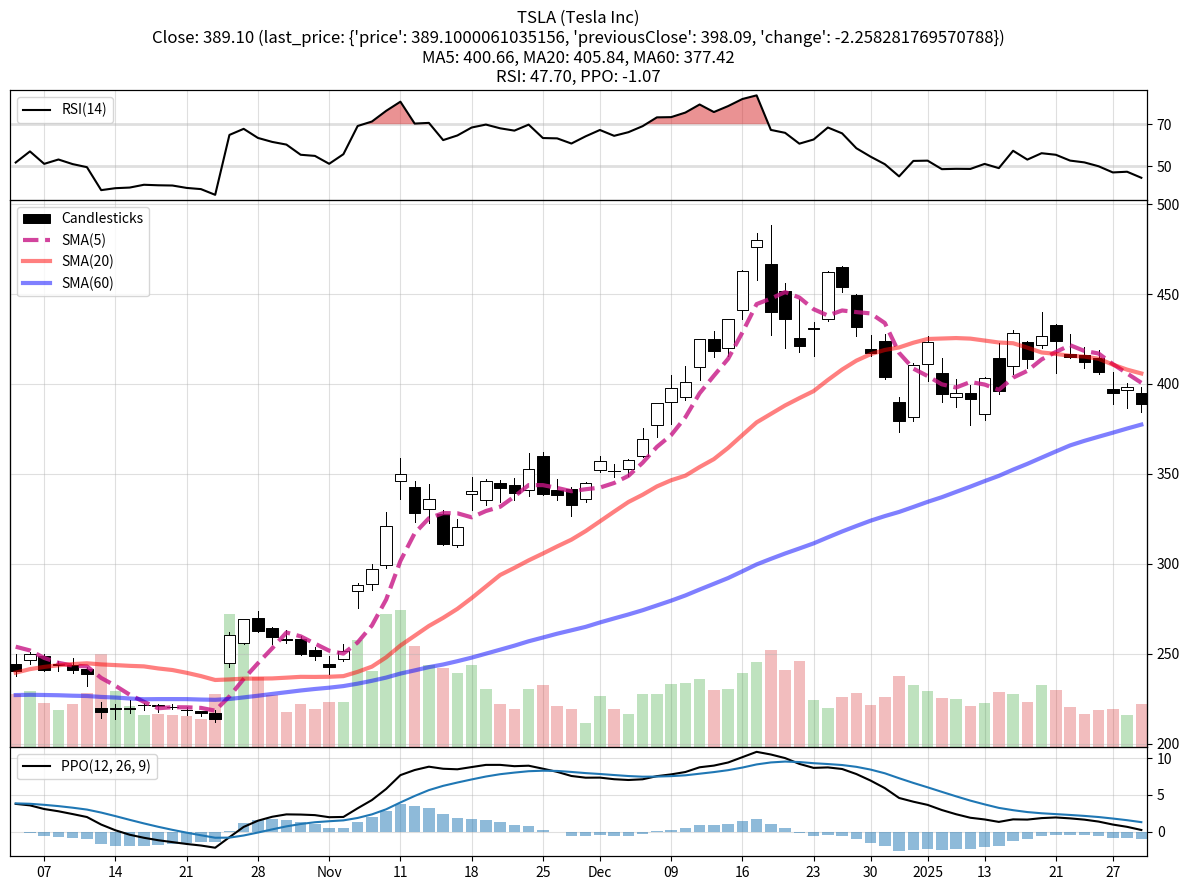 TSLA (Tesla Inc)
Close: 389.10 (last_price: {'price': 389.1000061035156, 'previousClose': 398.09, 'change': -2.258281769570788})
MA5: 400.66, MA20: 405.84, MA60: 377.42
RSI: 47.70, PPO: -1.07
RSI(14)
70
50
Candlesticks
SMA(5)
SMA(20)
SMA(60)
500
450
400
350
300
250
200
PPO(12, 26, 9)
10
5
0
07 14 21 28 Nov 11 18 25 Dec 09 16 23 30 2025 13 21 27